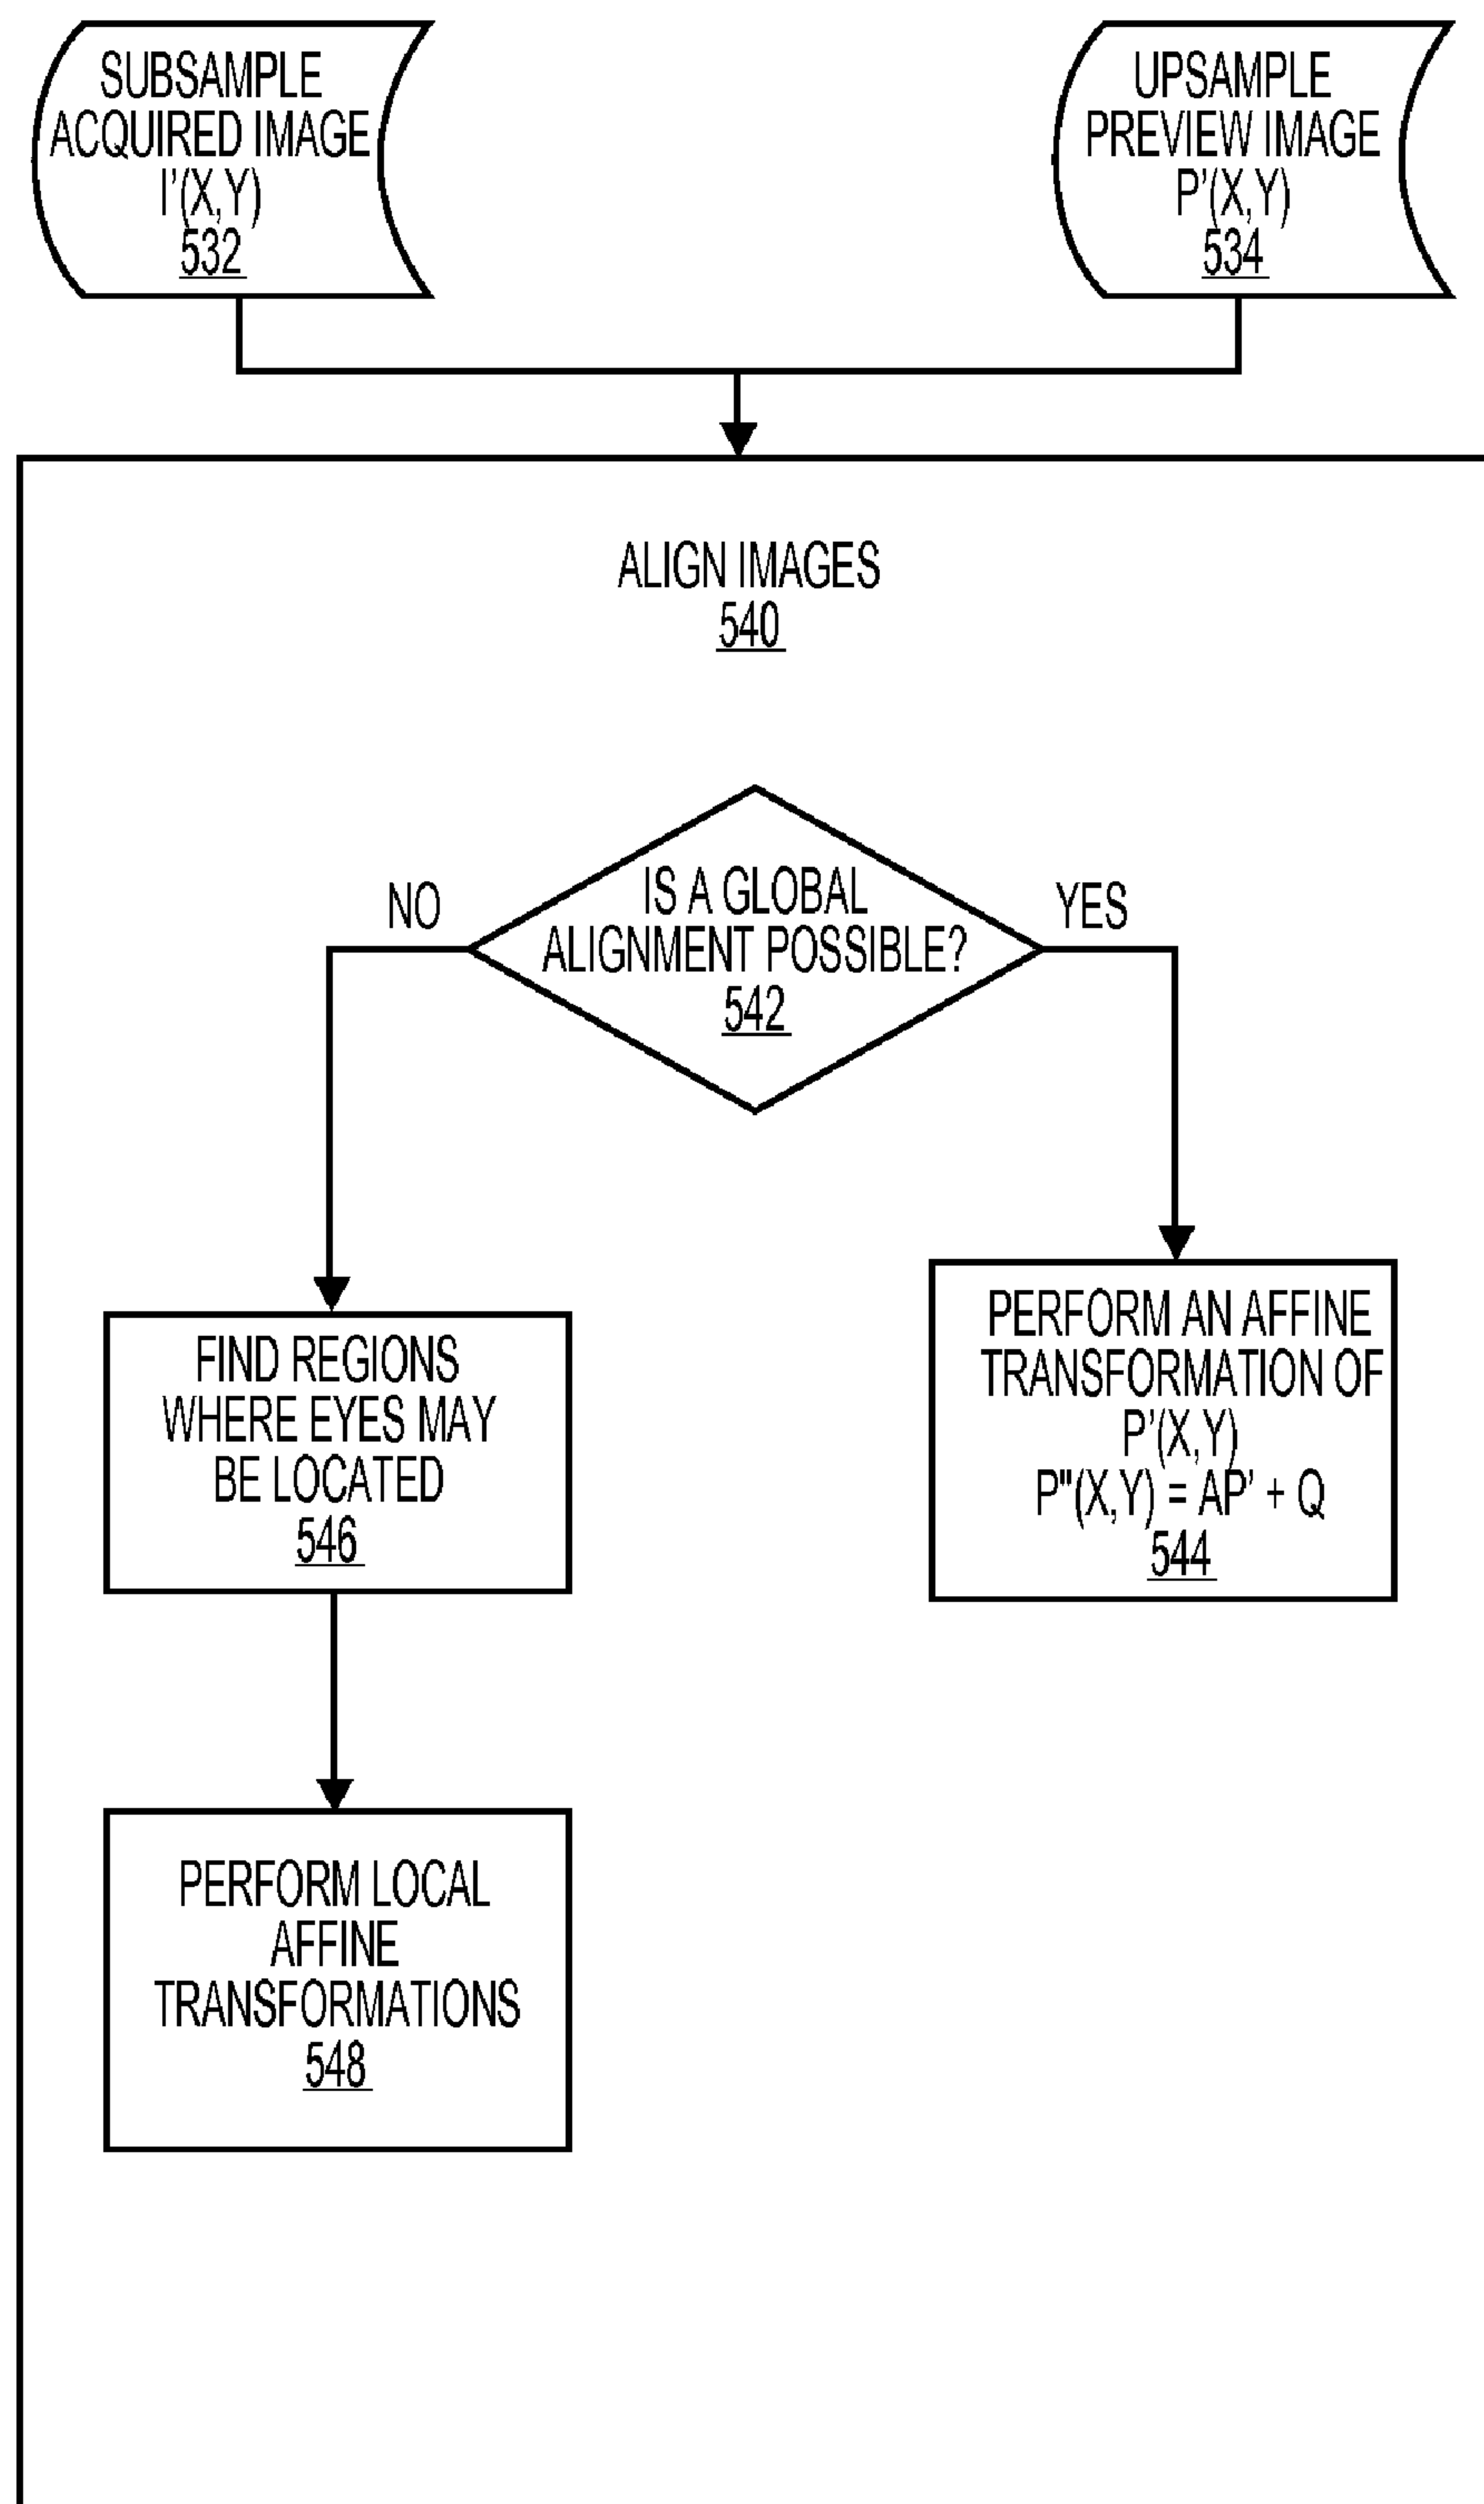 SUBSAMPLE
ACQUIRED IMAGE
I'(X,Y)
532
UPSAMPLE
PREVIEW IMAGE
P'(X,Y)
534
ALIGN IMAGES
540
IS A GLOBAL
ALIGNMENT POSSIBLE?
542
NO
YES
FIND REGIONS
WHERE EYES MAY
BE LOCATED
546
PERFORM AN AFFINE
TRANSFORMATION OF
P'(X,Y)
P"(X,Y) = AP' + Q
544
PERFORM LOCAL
AFFINE
TRANSFORMATIONS
548